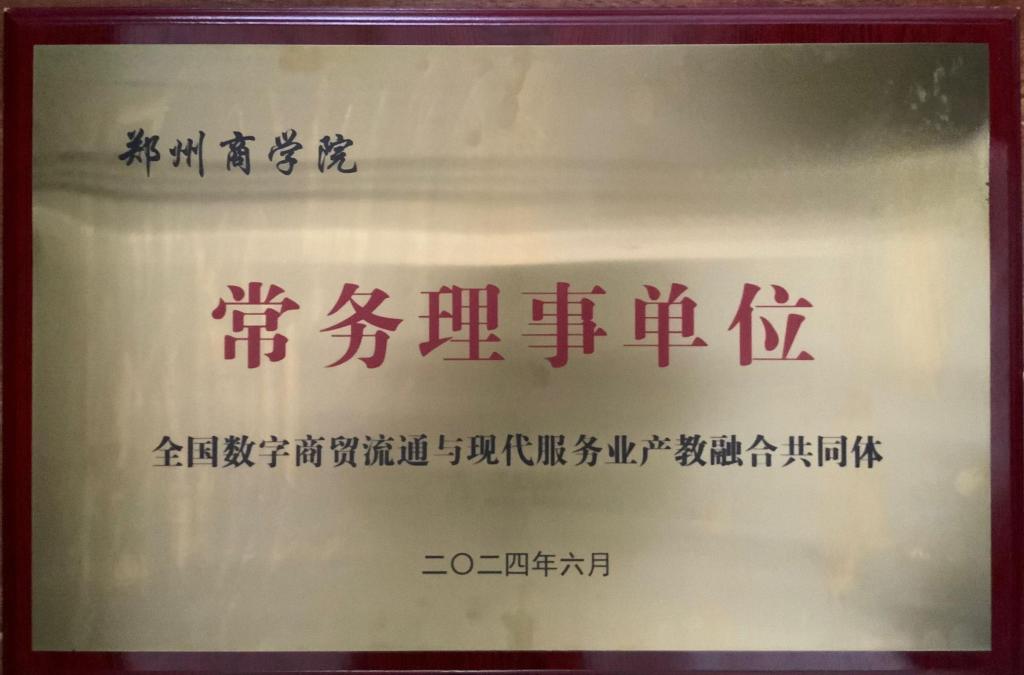 郑州商学院
常务理事单位
全国数字商贸流通与现代服务业产教融合共同体
二〇二四年六月